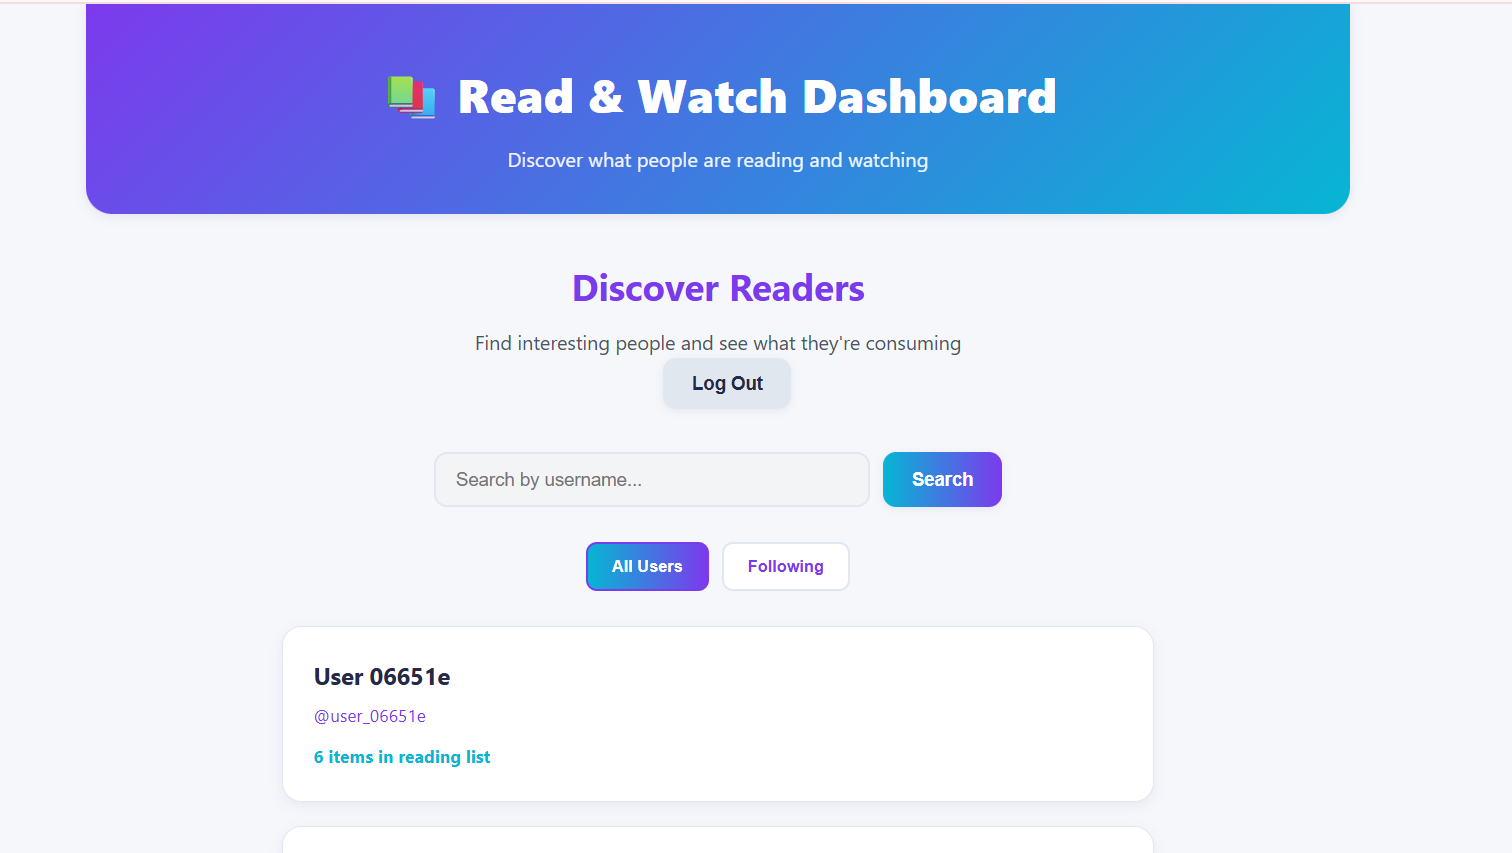 Read & Watch Dashboard
Discover what people are reading and watching
Discover Readers
Find interesting people and see what they're consuming
Log Out
Search by username...
Search
All Users
Following
User 06651e
@user_06651e
6 items in reading list